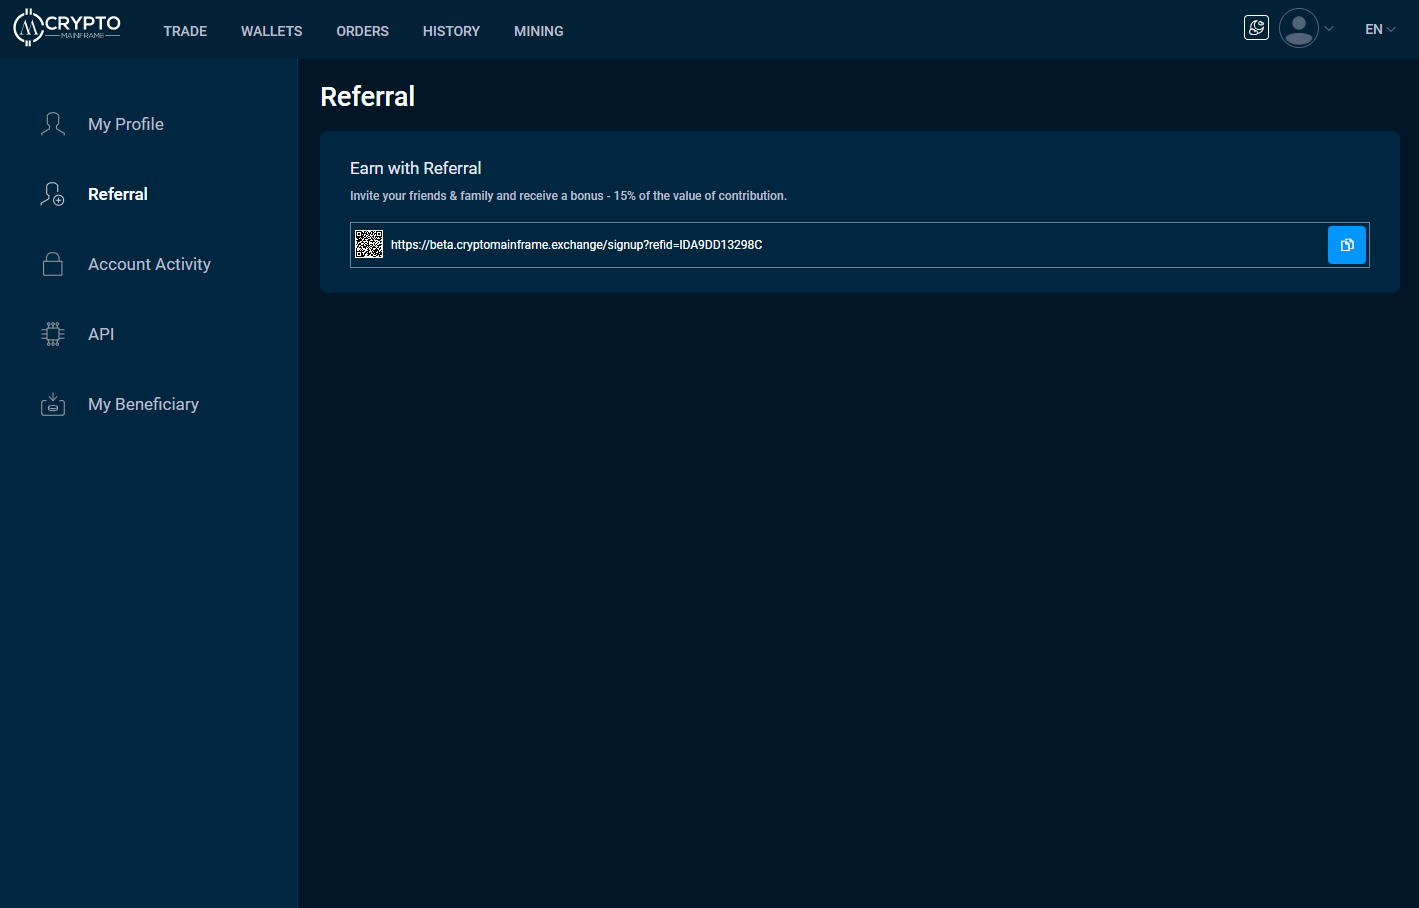 CRYPTO
MAINFRAME
TRADE WALLETS ORDERS HISTORY MINING
EN
My Profile
Referral
Account Activity
API
My Beneficiary
Referral
Earn with Referral
Invite your friends & family and receive a bonus - 15% of the value of contribution.
https://beta.cryptomainframe.exchange/signup?refid=IDA9DD13298C